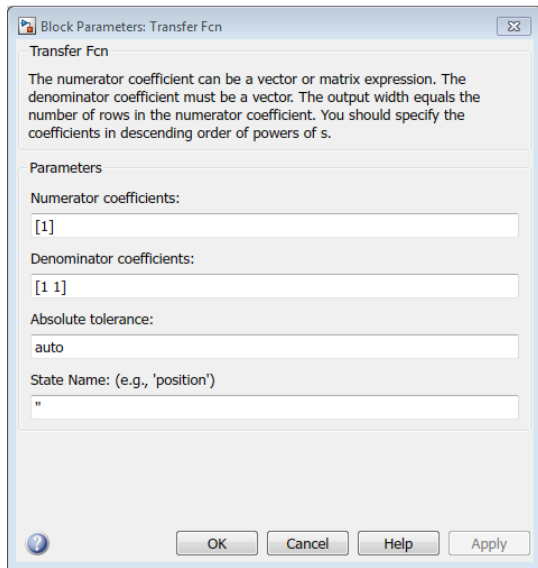 Block Parameters: Transfer Fcn
Transfer Fcn
The numerator coefficient can be a vector or matrix expression. The
denominator coefficient must be a vector. The output width equals the
number of rows in the numerator coefficient. You should specify the
coefficients in descending order of powers of s.
Parameters
Numerator coefficients:
[1]
Denominator coefficients:
[1 1]
Absolute tolerance:
auto
State Name: (e.g., 'position')
''
OK Cancel Help Apply